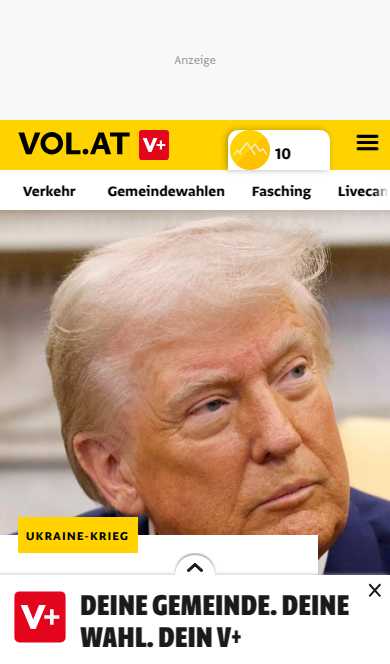 Anzeige
VOL.AT V+
10
Verkehr Gemeindewahlen Fasching Livecam
UKRAINE-KRIEG
V+
DEINE GEMEINDE. DEINE
WAHL. DEIN V+